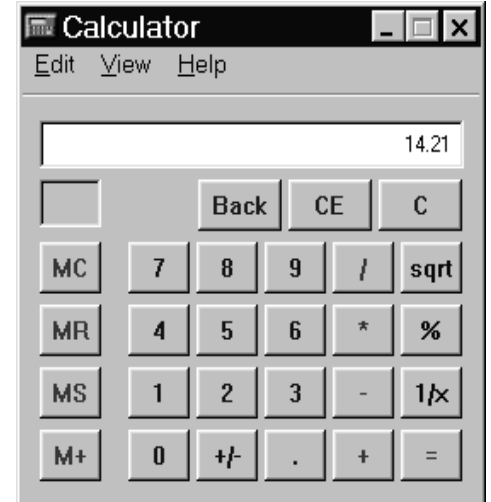 Calculator
Edit View Help
14.21
Back CE C
MC 7 8 9 / sqrt
MR 4 5 6 * %
MS 1 2 3 - 1/x
M+ 0 +/- . + =